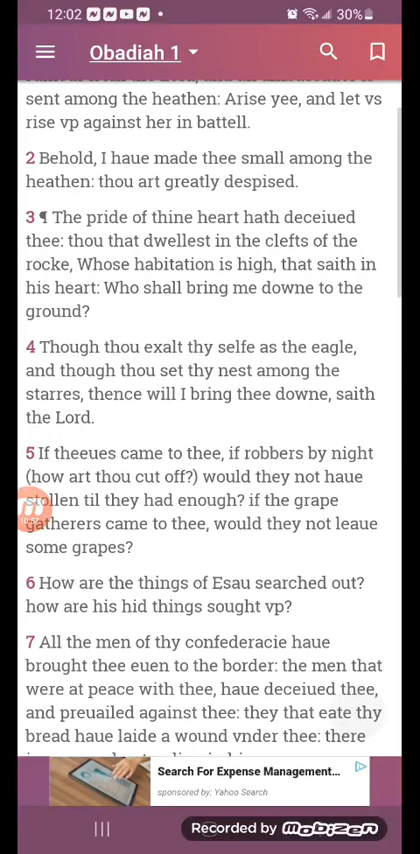 12:02
30%
Obadiah 1
sent among the heathen: Arise yee, and let vs
rise vp against her in battell.
2 Behold, I haue made thee small among the
heathen: thou art greatly despised.
3 ¶ The pride of thine heart hath deceiued
thee: thou that dwellest in the clefts of the
rocke, Whose habitation is high, that saith in
his heart: Who shall bring me downe to the
ground?
4 Though thou exalt thy selfe as the eagle,
and though thou set thy nest among the
starres, thence will I bring thee downe, saith
the Lord.
5 If theeues came to thee, if robbers by night
(how art thou cut off?) would they not haue
stollen til they had enough? if the grape
gatherers came to thee, would they not leaue
some grapes?
6 How are the things of Esau searched out?
how are his hid things sought vp?
7 All the men of thy confederacie haue
brought thee euen to the border: the men that
were at peace with thee, haue deceiued thee,
and preuailed against thee: they that eate thy
bread haue laide a wound vnder thee: there
Search For Expense Management...
sponsored by: Yahoo Search
Recorded by mobizen